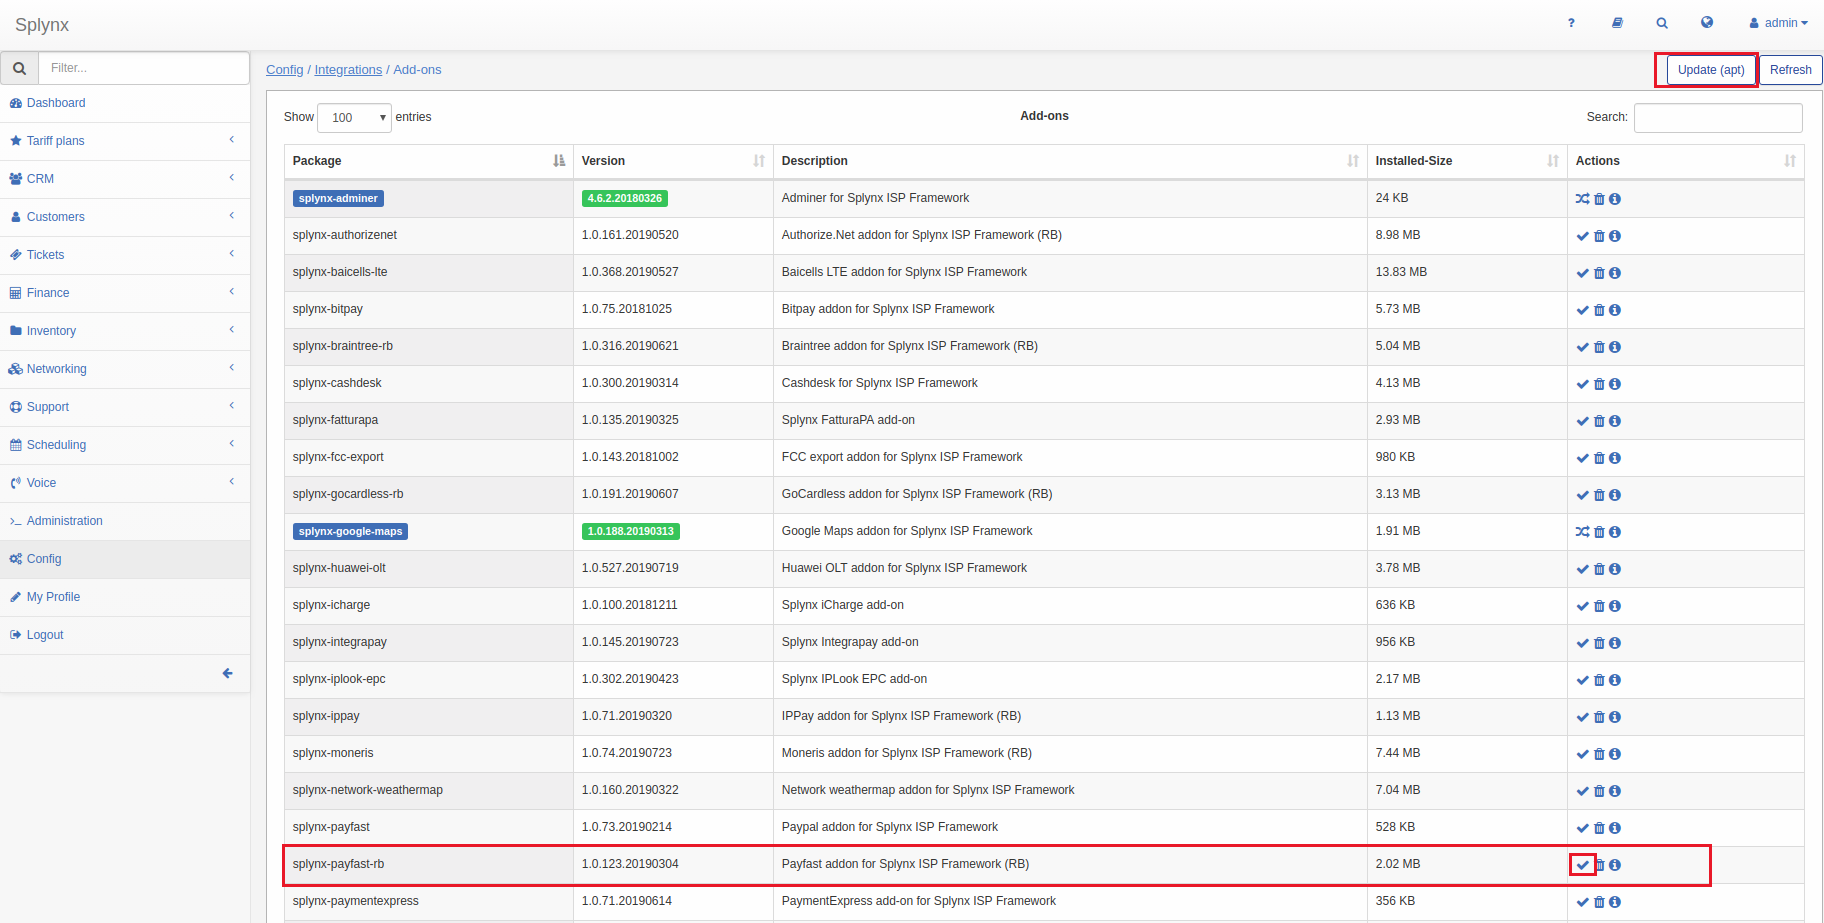 Splynx
? admin
Filter...
Config / Integrations / Add-ons
Update (apt) Refresh
Dashboard
Tariff plans
CRM
Customers
Tickets
Finance
Inventory
Networking
Support
Scheduling
Voice
Administration
Config
My Profile
Logout
Show 100 entries
Add-ons
Search:
Package Version Description Installed-Size Actions
splynx-adminer 4.6.2.20180326 Adminer for Splynx ISP Framework 24 KB
splynx-authorizenet 1.0.161.20190520 Authorize.Net addon for Splynx ISP Framework (RB) 8.98 MB
splynx-baicells-lte 1.0.368.20190527 Baicells LTE addon for Splynx ISP Framework 13.83 MB
splynx-bitpay 1.0.75.20181025 Bitpay addon for Splynx ISP Framework 5.73 MB
splynx-braintree-rb 1.0.316.20190621 Braintree addon for Splynx ISP Framework (RB) 5.04 MB
splynx-cashdesk 1.0.300.20190314 Cashdesk for Splynx ISP Framework 4.13 MB
splynx-fatturapa 1.0.135.20190325 Splynx FatturaPA add-on 2.93 MB
splynx-fcc-export 1.0.143.20181002 FCC export addon for Splynx ISP Framework 980 KB
splynx-gocardless-rb 1.0.191.20190607 GoCardless addon for Splynx ISP Framework (RB) 3.13 MB
splynx-google-maps 1.0.188.20190313 Google Maps addon for Splynx ISP Framework 1.91 MB
splynx-huawei-olt 1.0.527.20190719 Huawei OLT addon for Splynx ISP Framework 3.78 MB
splynx-icharge 1.0.100.20181211 Splynx iCharge add-on 636 KB
splynx-integrapay 1.0.145.20190723 Splynx Integrapay add-on 956 KB
splynx-iplook-epc 1.0.302.20190423 Splynx IPLook EPC add-on 2.17 MB
splynx-ippay 1.0.71.20190320 IPPay addon for Splynx ISP Framework (RB) 1.13 MB
splynx-moneris 1.0.74.20190723 Moneris addon for Splynx ISP Framework (RB) 7.44 MB
splynx-network-weathermap 1.0.160.20190322 Network weathermap addon for Splynx ISP Framework 7.04 MB
splynx-payfast 1.0.73.20190214 Paypal addon for Splynx ISP Framework 528 KB
splynx-payfast-rb 1.0.123.20190304 Payfast addon for Splynx ISP Framework (RB) 2.02 MB
splynx-paymentexpress 1.0.71.20190614 PaymentExpress add-on for Splynx ISP Framework 356 KB